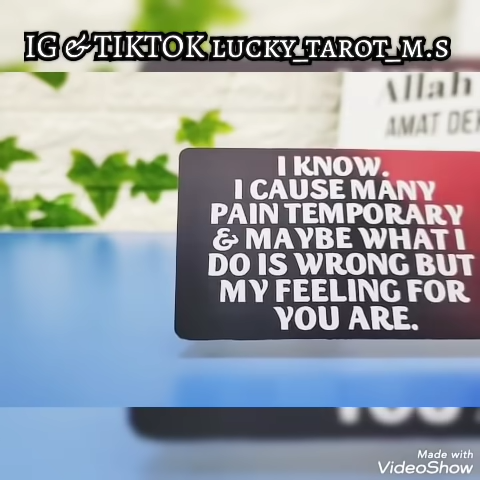 IG & TIKTOK LUCKY_TAROT_M.S
Allah
AMAT DE
I KNOW.
I CAUSE MANY
PAIN TEMPORARY
& MAYBE WHAT I
DO IS WRONG BUT
MY FEELING FOR
YOU ARE.
Made with
VideoShow